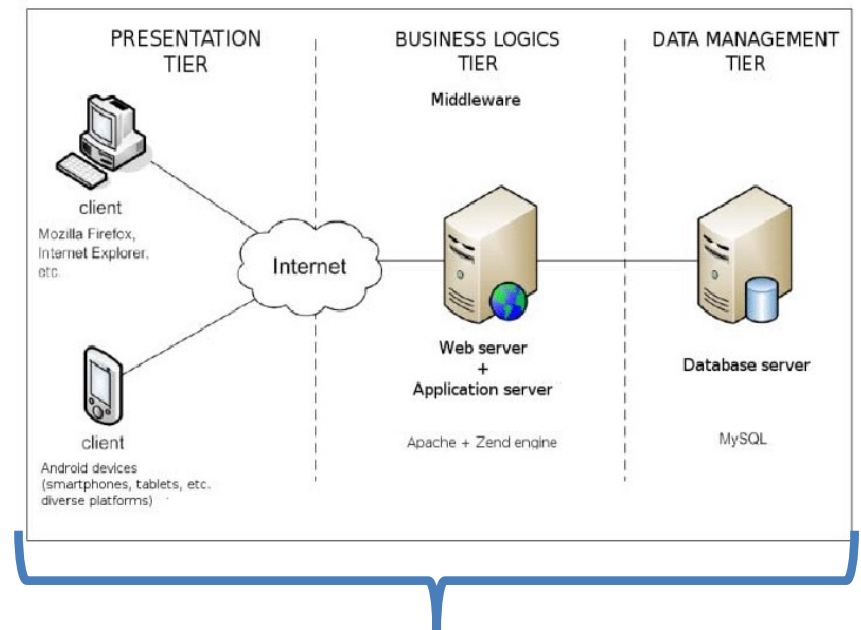 PRESENTATION
TIER
BUSINESS LOGICS
TIER
DATA MANAGEMENT
TIER
Middleware
client
Mozilla Firefox,
Internet Explorer,
etc.
Internet
Web server
+
Application server
Database server
client
Apache + Zend engine
MySQL
Android devices
(smartphones, tablets, etc.
diverse platforms)